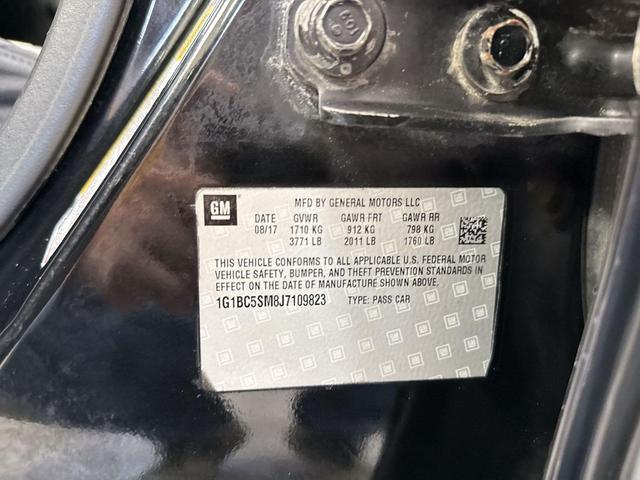 GM
MFD BY GENERAL MOTORS LLC
DATE GVWR GAWR FRT GAWR RR
08/17 1710 KG 912 KG 798 KG
3771 LB 2011 LB 1760 LB
THIS VEHICLE CONFORMS TO ALL APPLICABLE U.S. FEDERAL MOTOR
VEHICLE SAFETY, BUMPER, AND THEFT PREVENTION STANDARDS IN
EFFECT ON THE DATE OF MANUFACTURE SHOWN ABOVE.
1G1BC5SM8J7109823 TYPE: PASS CAR